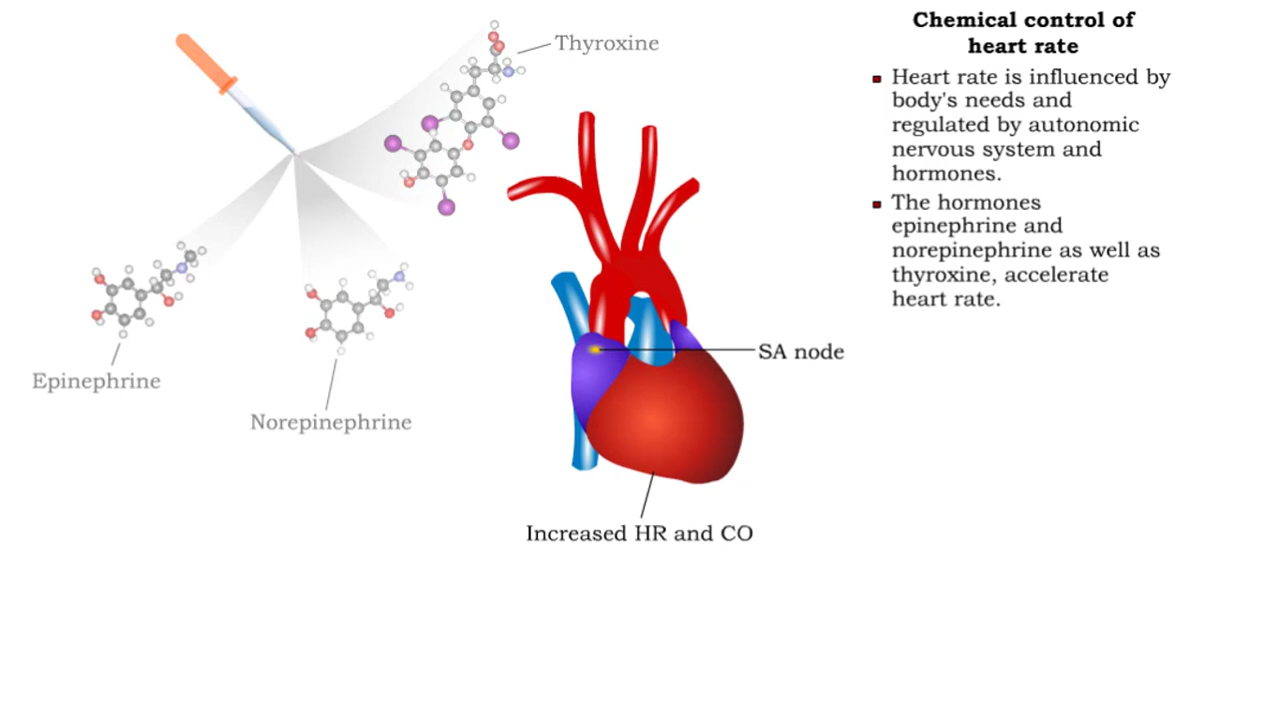 Thyroxine
Epinephrine
Norepinephrine
SA node
Increased HR and CO
Chemical control of
heart rate
Heart rate is influenced by
body's needs and
regulated by autonomic
nervous system and
hormones.
The hormones
epinephrine and
norepinephrine as well as
thyroxine, accelerate
heart rate.